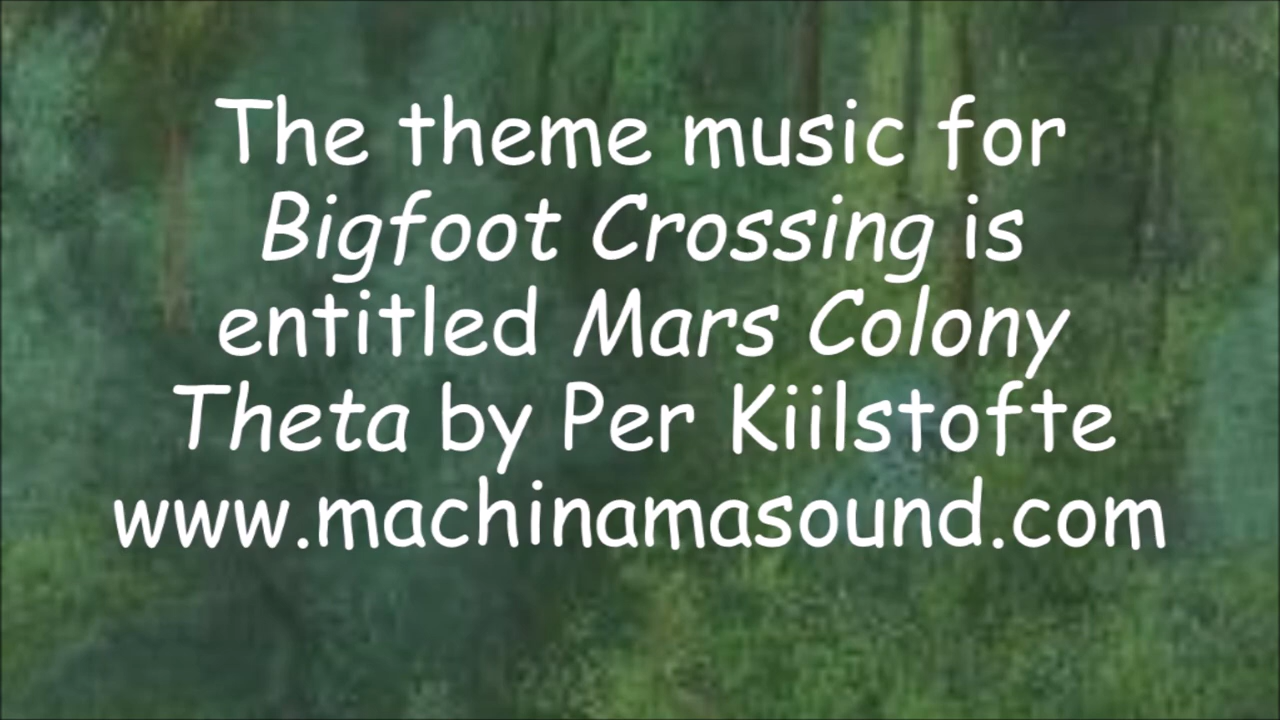 The theme music for
Bigfoot Crossing is
entitled Mars Colony
Theta by Per Kiilstofte
www.machinamasound.com